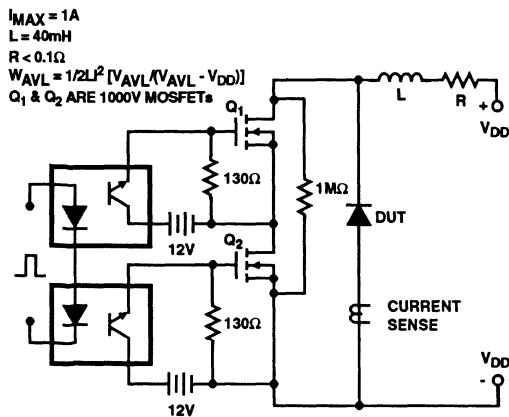 IMAX = 1A
L = 40mH
R < 0.1Ω
WAVL = 1/2LI² [VAVL/(VAVL - VDD)]
Q1 & Q2 ARE 1000V MOSFETs
Q1
L
R
+
VDD
130Ω
1MΩ
12V
DUT
Q2
130Ω
CURRENT
SENSE
12V
VDD
-